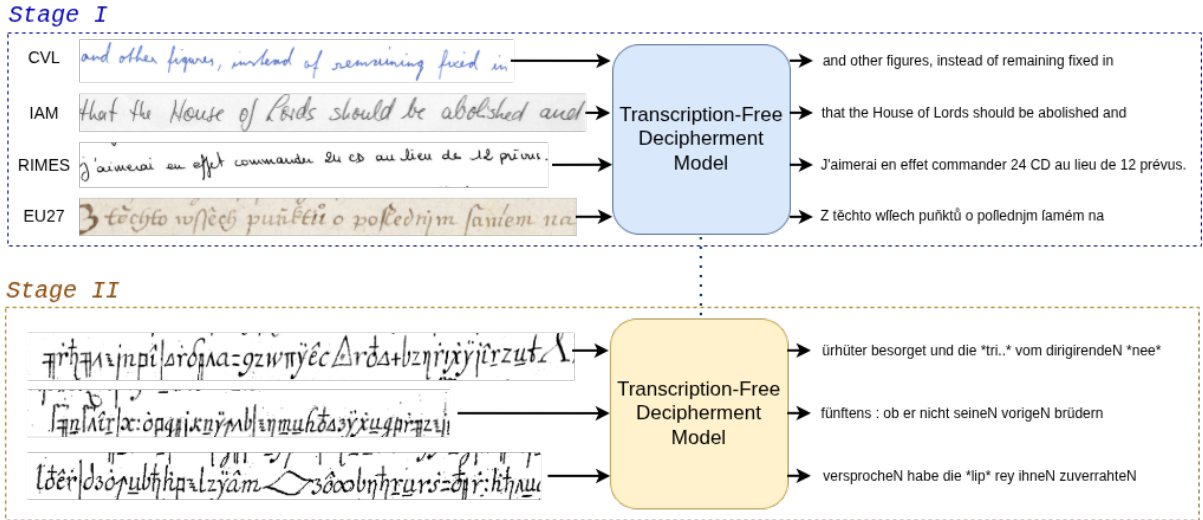 Stage I
CVL and other figures, instead of remaining fixed in and other figures, instead of remaining fixed in
IAM that the House of Lords should be abolished and that the House of Lords should be abolished and
Transcription-Free
Decipherment
Model
RIMES j'aimerai en effet commander 24 CD au lieu de 12 prévus. J'aimerai en effet commander 24 CD au lieu de 12 prévus.
EU27 Z těchto wſſech puňktů o poſlednjm ſamém na Z těchto wſſech puňktů o poſlednjm ſamém na
Stage II
ürhüter besorget und die *tri..* vom dirigirendeN *nee*
Transcription-Free
Decipherment
Model
fünftens : ob er nicht seineN vorigeN brüdern
versprocheN habe die *lip* rey ihneN zuverrahteN